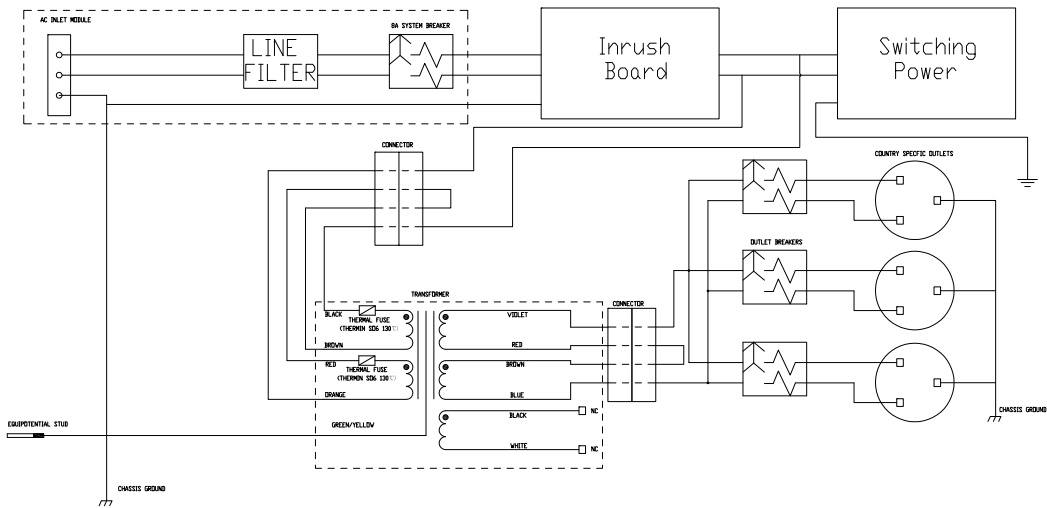 AC INLET MODULE
8A SYSTEM BREAKER
LINE
FILTER
Inrush
Board
Switching
Power
CONNECTOR
COUNTRY SPECFIC OUTLETS
OUTLET BREAKERS
TRANSFORMER
CONNECTOR
BLACK
THERMAL FUSE
(THERMIN SD6 130℃)
VIOLET
BROWN
RED
RED
THERMAL FUSE
(THERMIN SD6 130℃)
BROWN
ORANGE
BLUE
BLACK
NC
GREEN/YELLOW
WHITE
NC
EQUIPOTENTIAL STUD
CHASSIS GROUND
CHASSIS GROUND